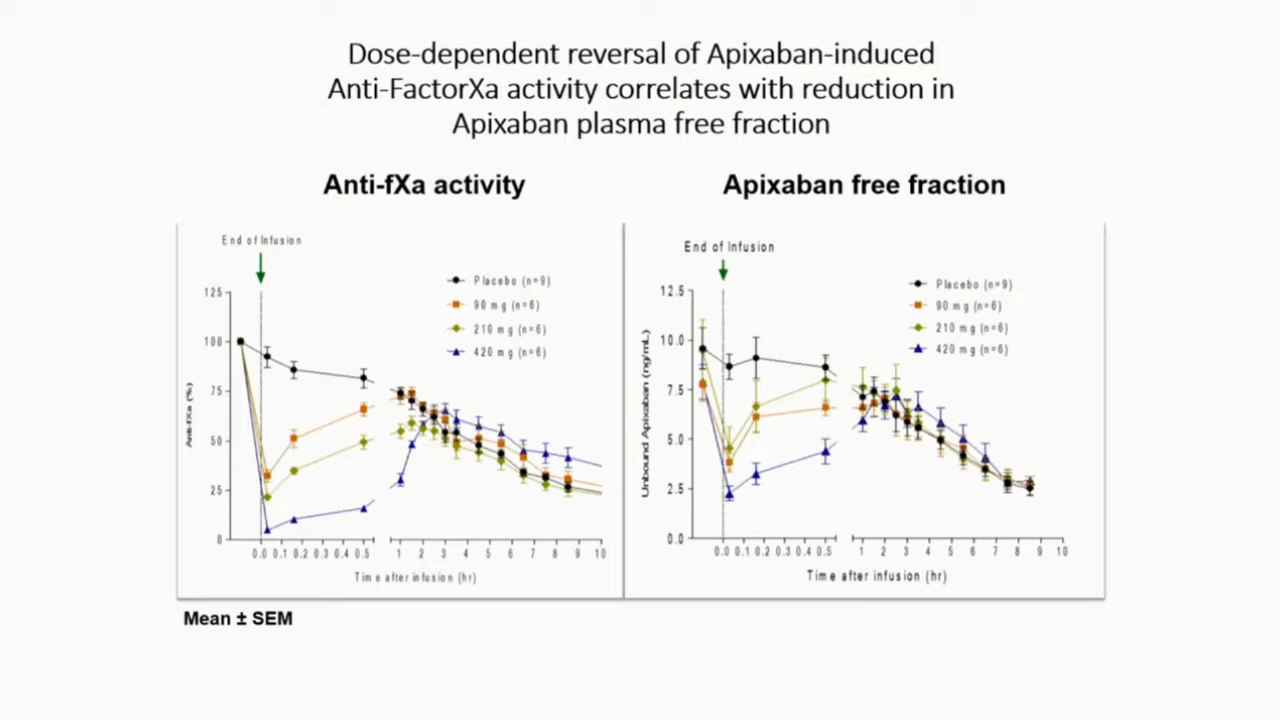 Dose-dependent reversal of Apixaban-induced
Anti-FactorXa activity correlates with reduction in
Apixaban plasma free fraction
Anti-fXa activity
Apixaban free fraction
End of Infusion
Placebo (n=9)
90 mg (n=6)
210 mg (n=6)
420 mg (n=6)
Anti-fXa (%)
125
100
75
50
25
0
0.0 0.1 0.2 0.3 0.4 0.5 1 2 3 4 5 6 7 8 9 10
Time after infusion (hr)
End of Infusion
Placebo (n=9)
90 mg (n=6)
210 mg (n=6)
420 mg (n=6)
Unbound Apixaban (ng/mL)
12.5
10.0
7.5
5.0
2.5
0.0
0.0 0.1 0.2 0.3 0.4 0.5 1 2 3 4 5 6 7 8 9 10
Time after infusion (hr)
Mean ± SEM